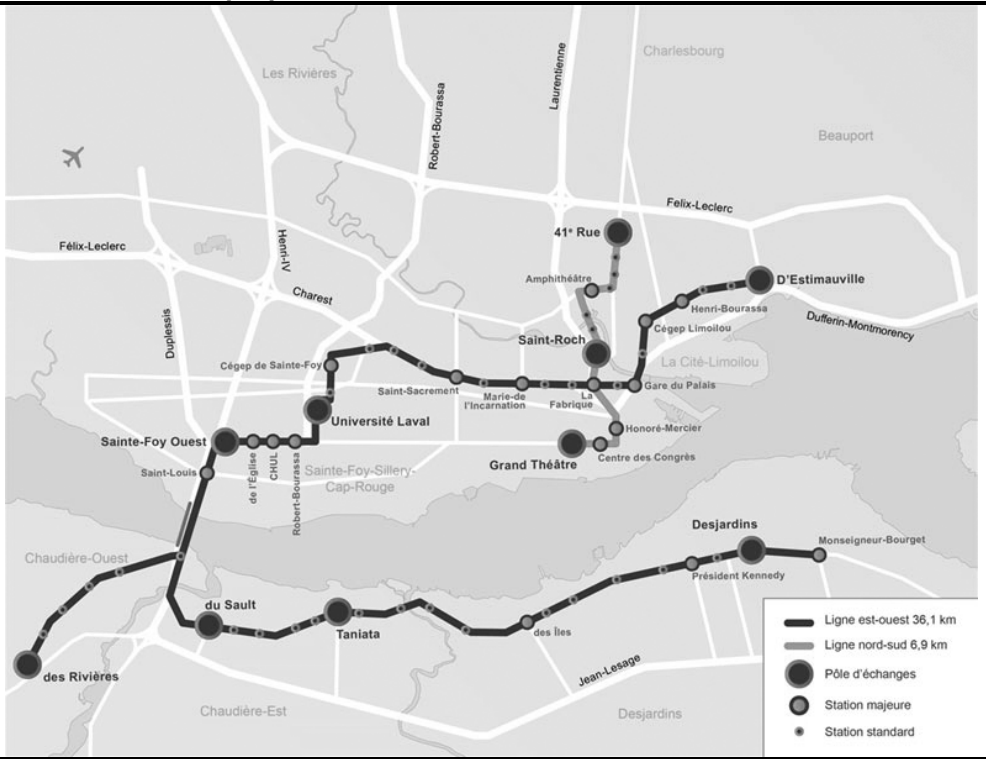 Charlesbourg
Les Rivières
Laurentienne
Robert-Bourassa
Beauport
Felix-Leclerc
41e Rue
Félix-Leclerc
Henri-IV
Amphithéâtre
D'Estimauville
Charest
Henri-Bourassa
Dufferin-Montmorency
Duplessis
Cégep Limoilou
Saint-Roch
La Cité-Limoilou
Cégep de Sainte-Foy
Saint-Sacrement
Marie-de
l'Incarnation
La
Fabrique
Gare du Palais
Université Laval
Honoré-Mercier
Sainte-Foy Ouest
Centre des Congrès
Grand Théâtre
Saint-Louis
de l'Église
CHUL
Robert-Bourassa
Sainte-Foy-Sillery-
Cap-Rouge
Desjardins
Monseigneur-Bourget
Chaudière-Ouest
Président Kennedy
du Sault
Taniata
des Îles
des Rivières
Jean-Lesage
Chaudière-Est
Desjardins
Ligne est-ouest 36,1 km
Ligne nord-sud 6,9 km
Pôle d'échanges
Station majeure
Station standard